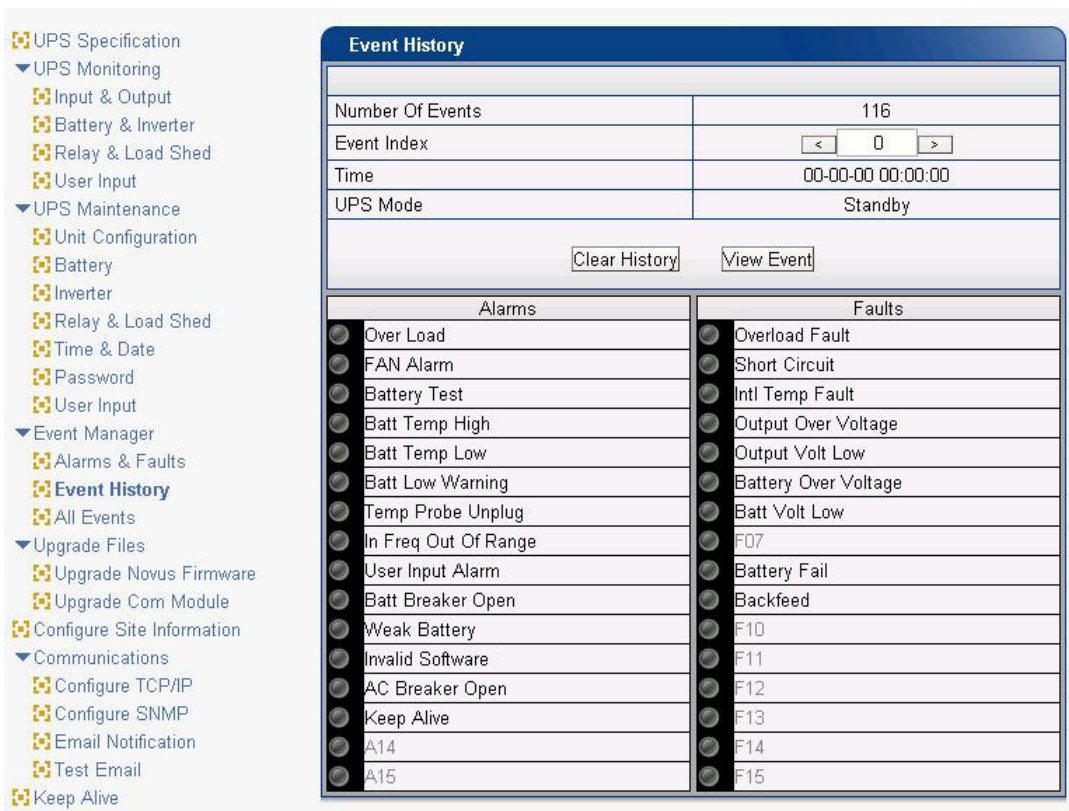 UPS Specification
UPS Monitoring
Input & Output
Battery & Inverter
Relay & Load Shed
User Input
UPS Maintenance
Unit Configuration
Battery
Inverter
Relay & Load Shed
Time & Date
Password
User Input
Event Manager
Alarms & Faults
Event History
All Events
Upgrade Files
Upgrade Novus Firmware
Upgrade Com Module
Configure Site Information
Communications
Configure TCP/IP
Configure SNMP
Email Notification
Test Email
Keep Alive
Event History
Number Of Events 116
Event Index < 0 >
Time 00-00-00 00:00:00
UPS Mode Standby
Clear History View Event
Alarms Faults
Over Load Overload Fault
FAN Alarm Short Circuit
Battery Test Intl Temp Fault
Batt Temp High Output Over Voltage
Batt Temp Low Output Volt Low
Batt Low Warning Battery Over Voltage
Temp Probe Unplug Batt Volt Low
In Freq Out Of Range F07
User Input Alarm Battery Fail
Batt Breaker Open Backfeed
Weak Battery F10
Invalid Software F11
AC Breaker Open F12
Keep Alive F13
A14 F14
A15 F15